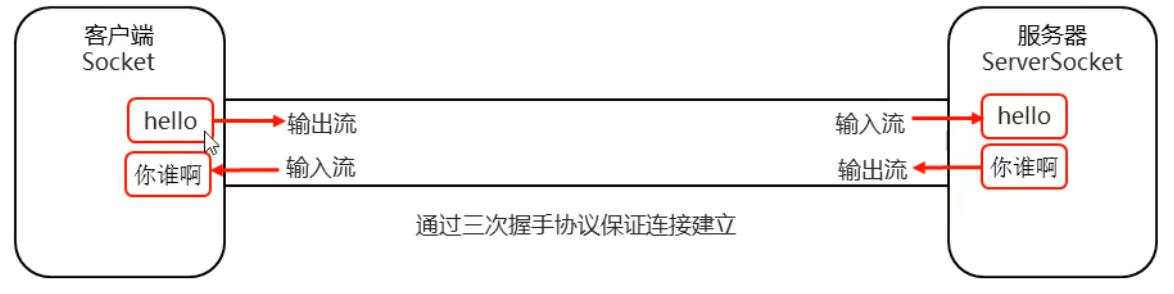 客户端
Socket
hello
输出流
你谁啊
输入流
服务器
ServerSocket
输入流
hello
输出流
你谁啊
通过三次握手协议保证连接建立